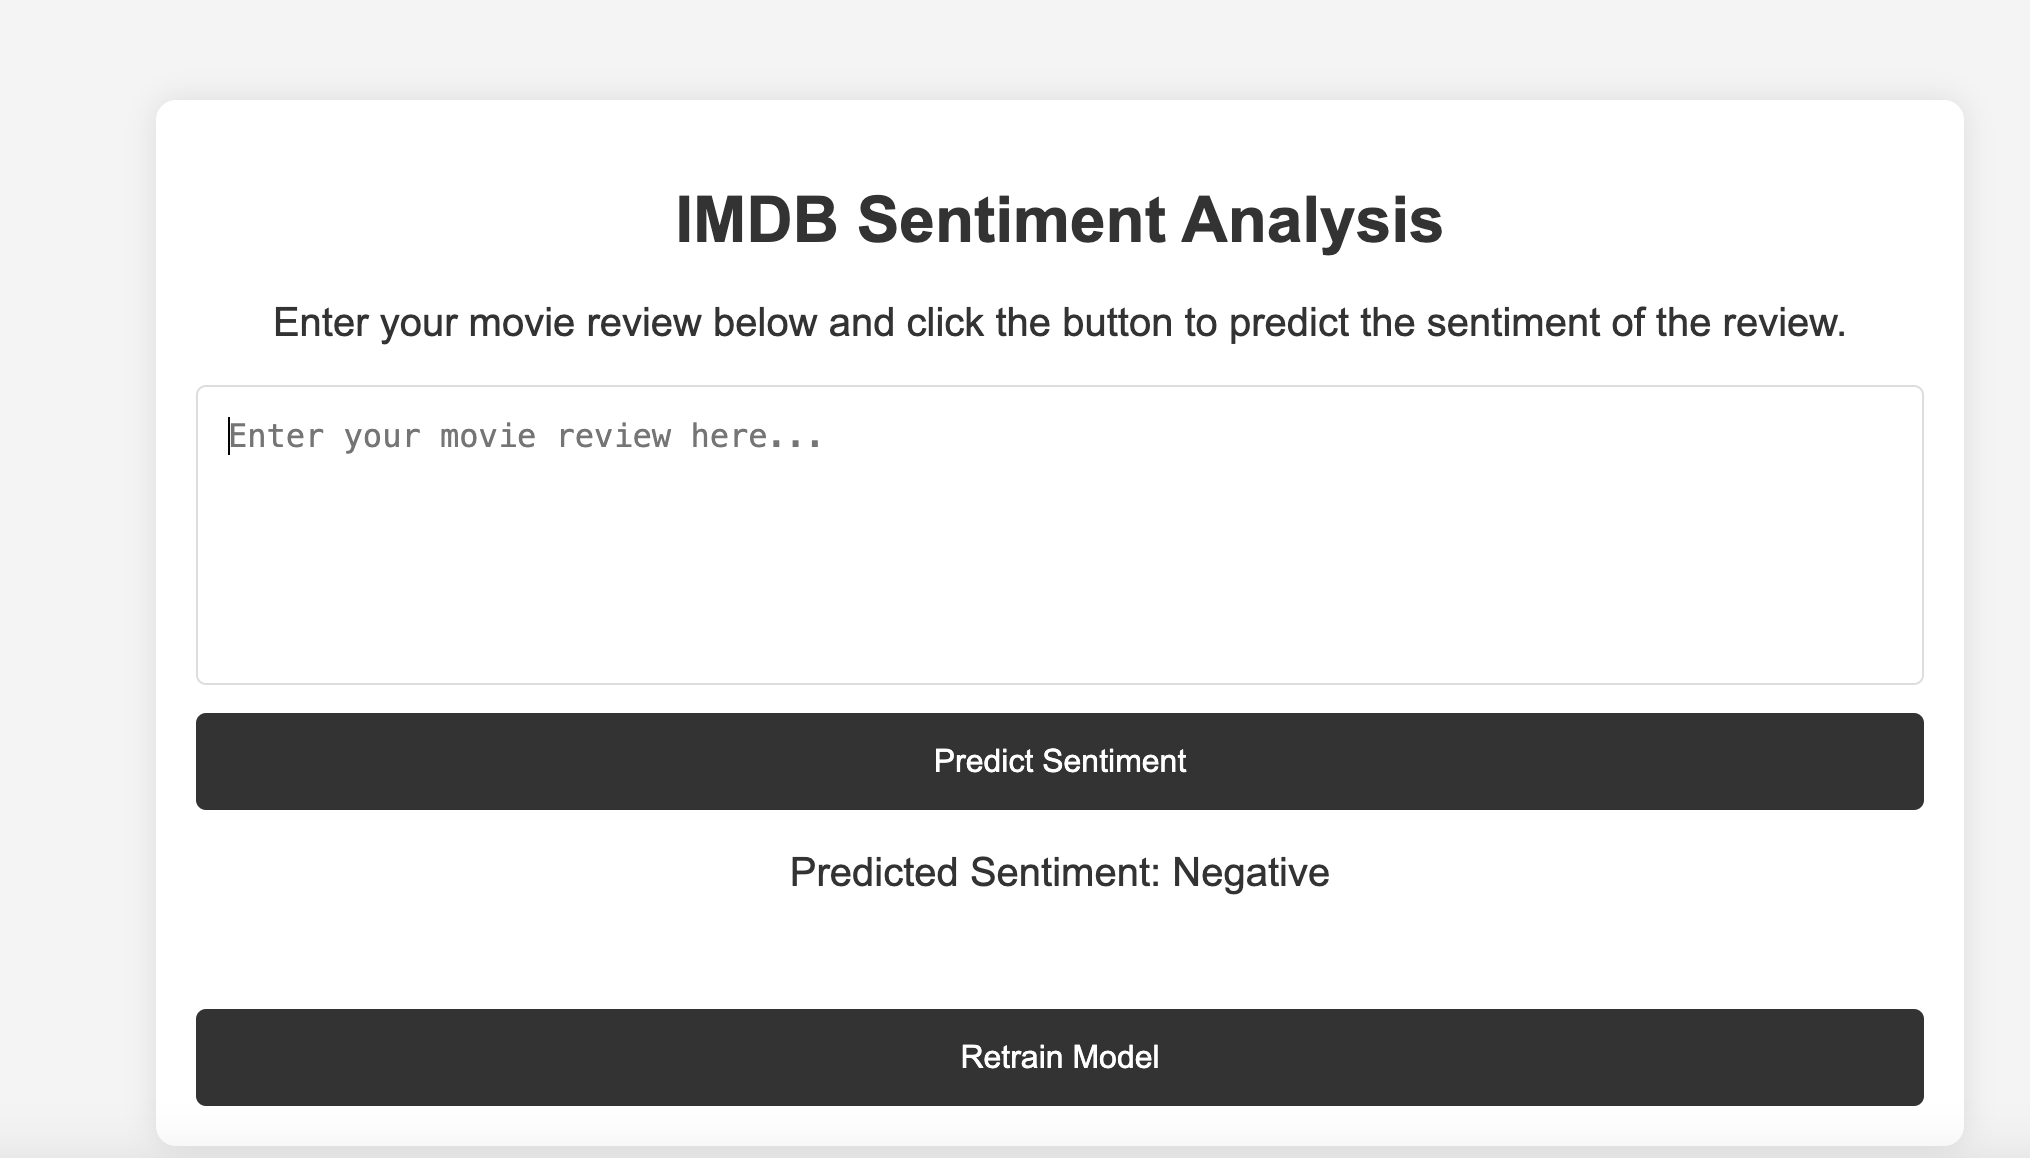 IMDB Sentiment Analysis
Enter your movie review below and click the button to predict the sentiment of the review.
Enter your movie review here...
Predict Sentiment
Predicted Sentiment: Negative
Retrain Model